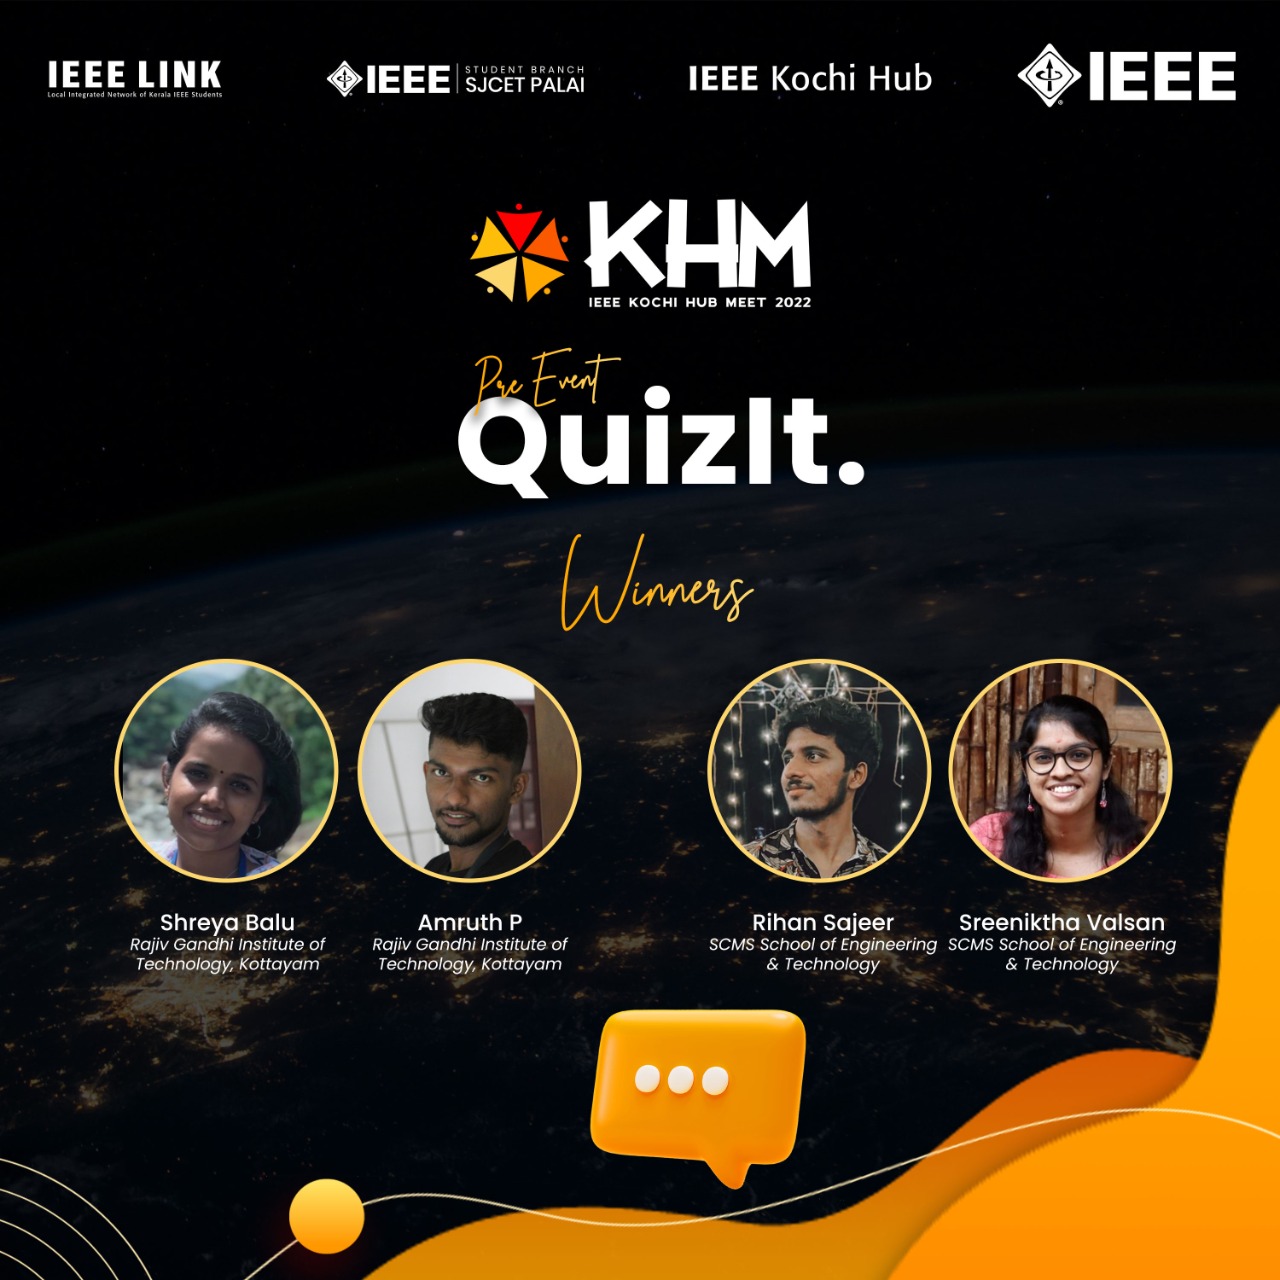 IEEE LINK
Local Integrated Network of Kerala IEEE Students
IEEE
STUDENT BRANCH
SJCET PALAI
IEEE Kochi Hub
IEEE
KHM
IEEE KOCHI HUB MEET 2022
Pre Event
QuizIt.
Winners
Shreya Balu
Rajiv Gandhi Institute of
Technology, Kottayam
Amruth P
Rajiv Gandhi Institute of
Technology, Kottayam
Rihan Sajeer
SCMS School of Engineering
& Technology
Sreeniktha Valsan
SCMS School of Engineering
& Technology